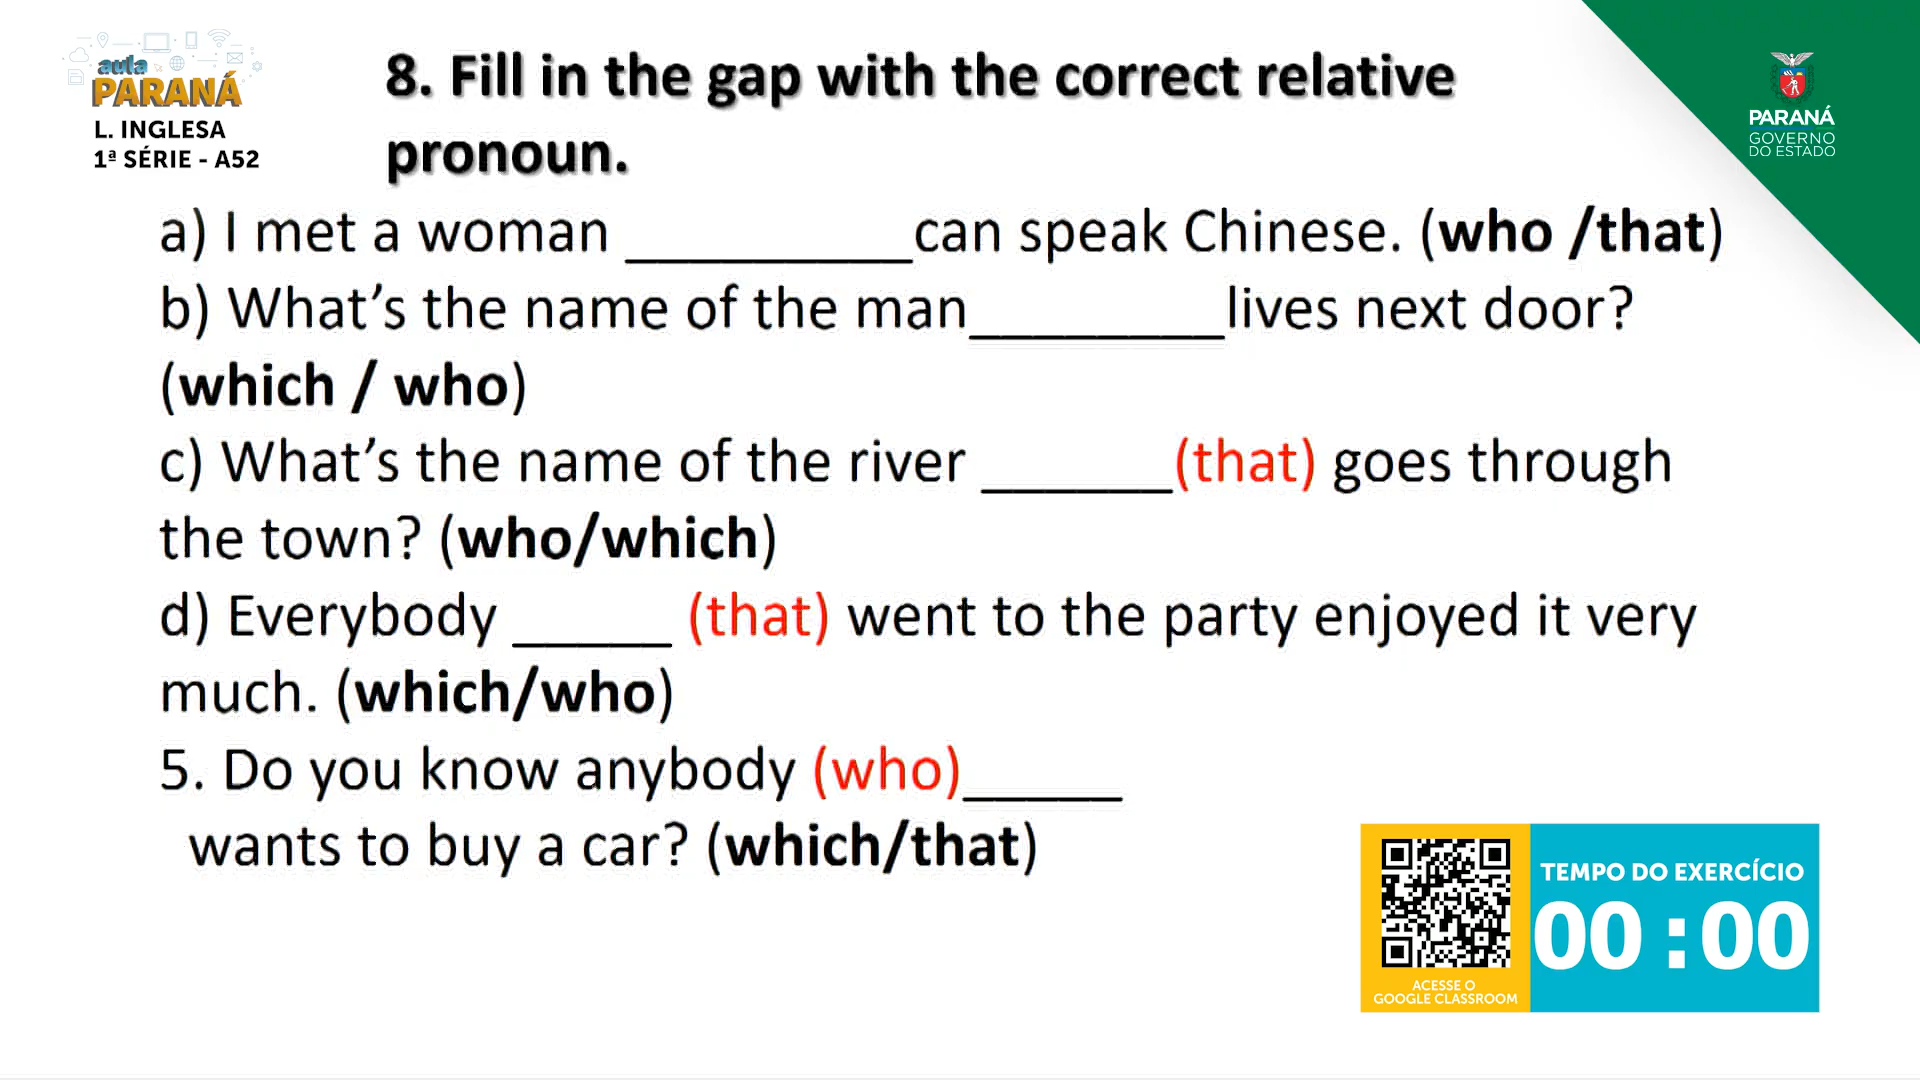 aula
PARANÁ
L. INGLESA
1ª SÉRIE - A52
8. Fill in the gap with the correct relative
pronoun.
PARANÁ
GOVERNO
DO ESTADO
a) I met a woman _________can speak Chinese. (who /that)
b) What's the name of the man________lives next door?
(which / who)
c) What's the name of the river ______(that) goes through
the town? (who/which)
d) Everybody _____ (that) went to the party enjoyed it very
much. (which/who)
5. Do you know anybody (who)_____
wants to buy a car? (which/that)
ACESSE O
GOOGLE CLASSROOM
TEMPO DO EXERCÍCIO
00:00